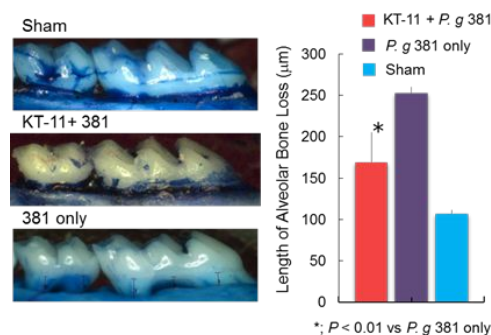 Sham
KT-11+ 381
381 only
KT-11 + P. g 381
P. g 381 only
Sham
Length of Alveolar Bone Loss (μm)
300
250
200
150
100
50
0
*
*; P < 0.01 vs P. g 381 only